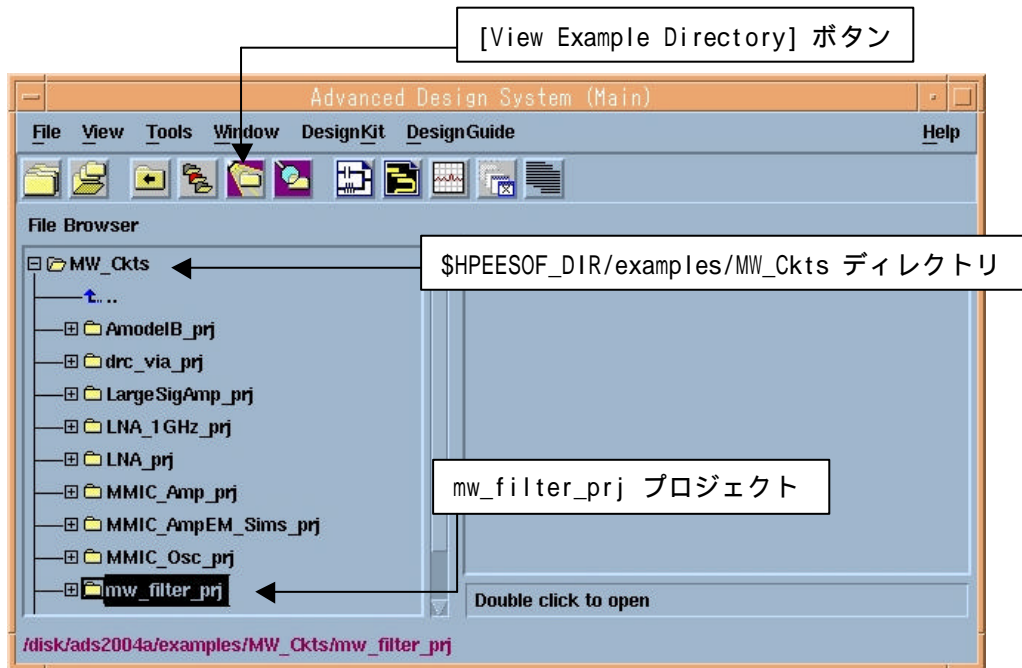 [View Example Directory] ボタン
Advanced Design System (Main)
File View Tools Window DesignKit DesignGuide Help
File Browser
MW_Ckts
$HPEESOF_DIR/examples/MW_Ckts ディレクトリ
..
AmodelB_prj
drc_via_prj
LargeSigAmp_prj
LNA_1GHz_prj
LNA_prj
mw_filter_prj プロジェクト
MMIC_Amp_prj
MMIC_AmpEM_Sims_prj
MMIC_Osc_prj
mw_filter_prj
Double click to open
/disk/ads2004a/examples/MW_Ckts/mw_filter_prj